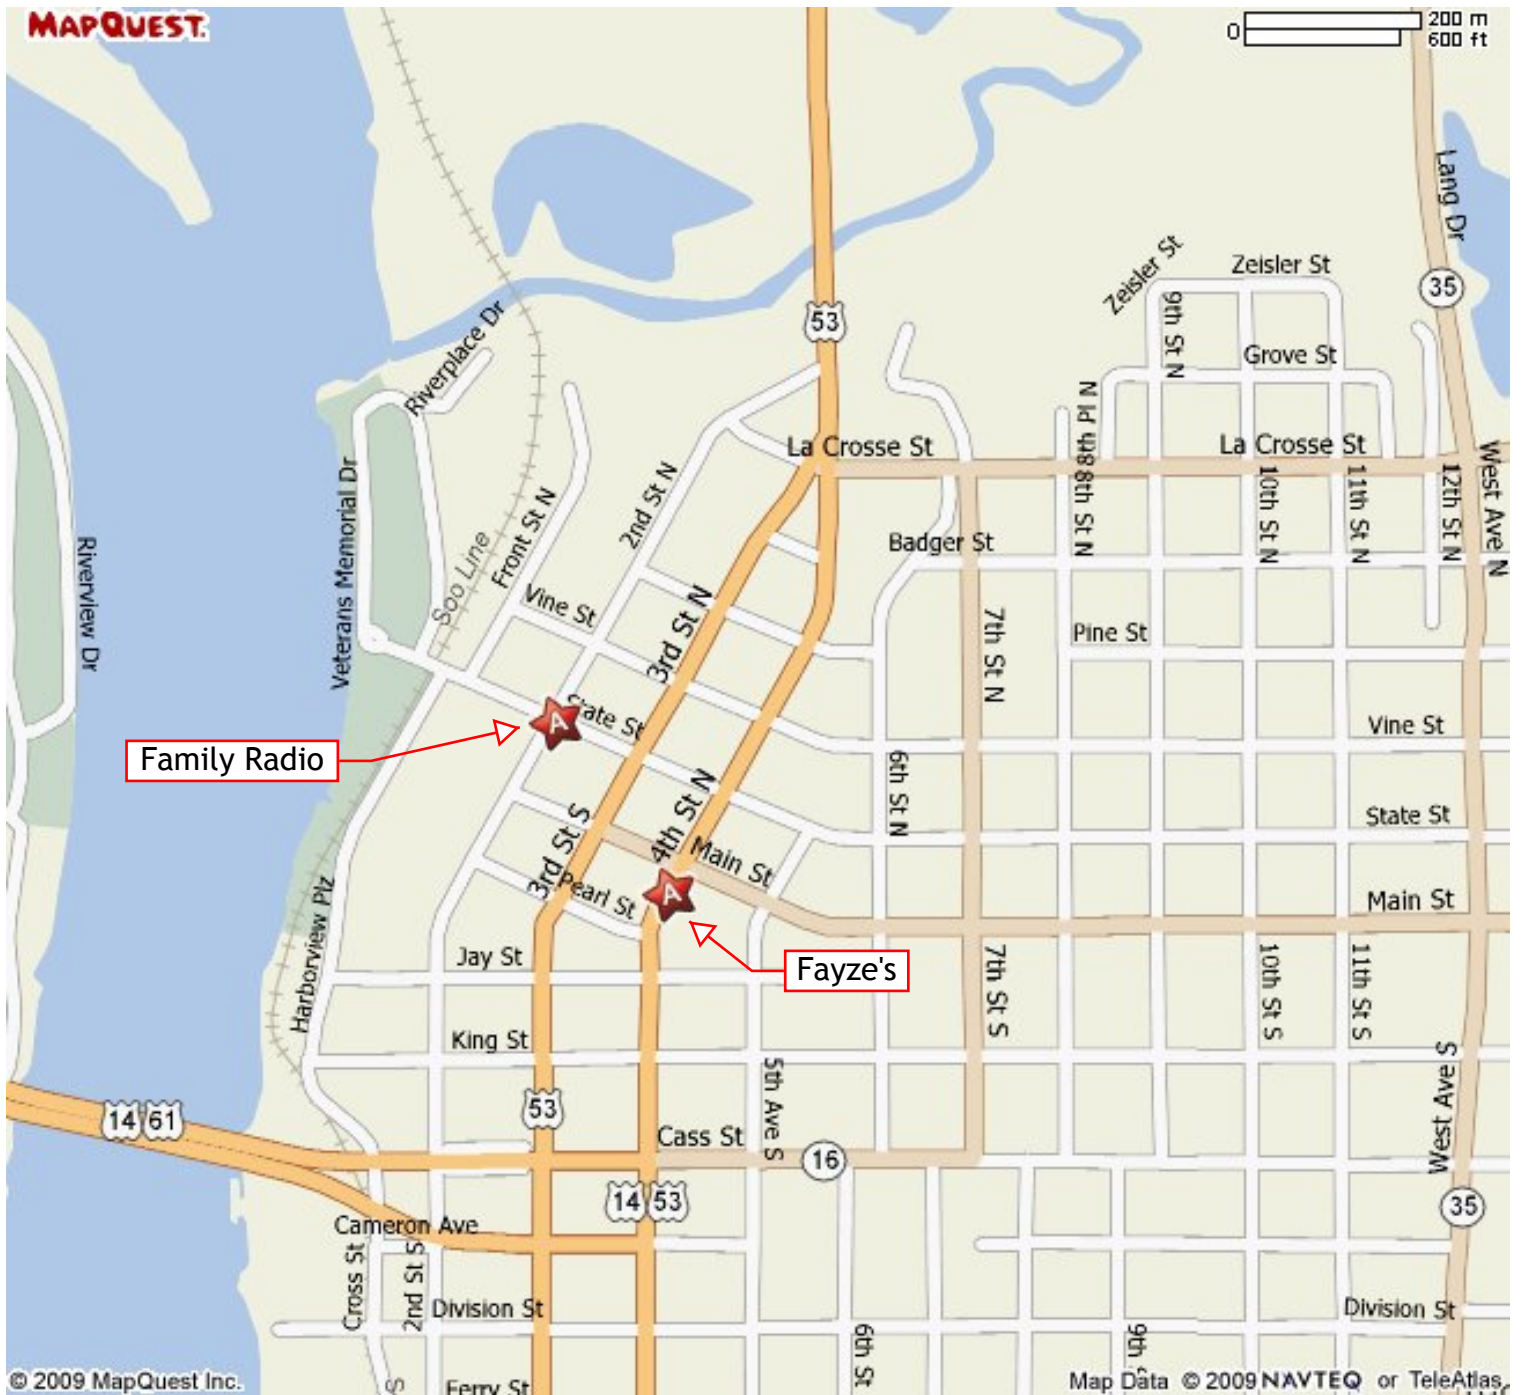 MAPQUEST.
0
200 m
600 ft
Lang Dr
Zeisler St
Zeisler St
35
9th St N
53
Riverplace Dr
Grove St
8th Pl N
La Crosse St
La Crosse St
West Ave N
Veterans Memorial Dr
2nd St N
Front St N
8th St N
10th St N
11th St N
12th St N
Riverview Dr
Soo Line
Badger St
Vine St
3rd St N
7th St N
Pine St
A
State St
Vine St
Family Radio
6th St N
4th St N
State St
3rd St S
Main St
A
Pearl St
Main St
Harborview Plz
Jay St
Fayze's
7th St S
10th St S
11th St S
King St
5th Ave S
West Ave S
14
61
53
Cass St
16
14
53
35
Cameron Ave
Cross St
2nd St S
Division St
Division St
6th St
9th
© 2009 MapQuest Inc.
S
Ferry St
Map Data © 2009 NAVTEQ or TeleAtlas